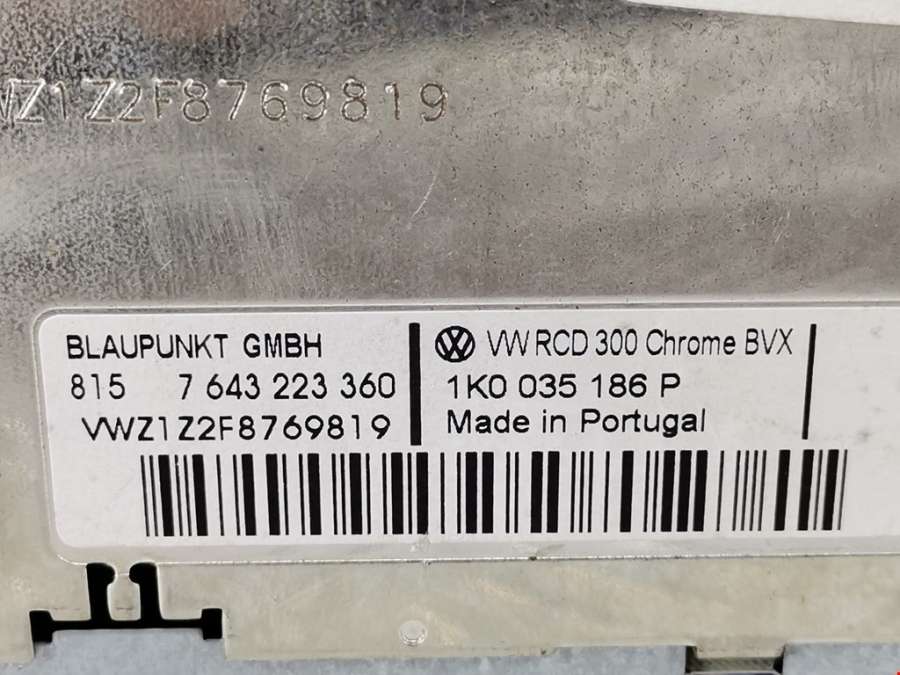 VWZ1Z2F8769819
BLAUPUNKT GMBH
815 7 643 223 360
VWZ1Z2F8769819
VW RCD 300 Chrome BVX
1K0 035 186 P
Made in Portugal